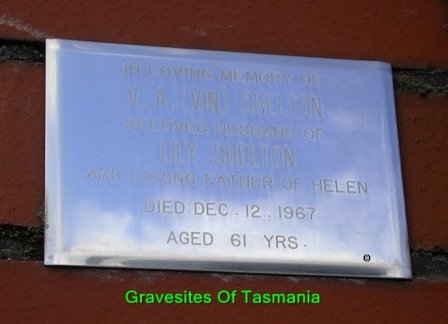 IN LOVING MEMORY OF
V. A. (VIN) SHELTON
BELOVED HUSBAND OF
LILY SHELTON
AND LOVING FATHER OF HELEN
DIED DEC. 12. 1967
AGED 61 YRS.
Gravesites Of Tasmania